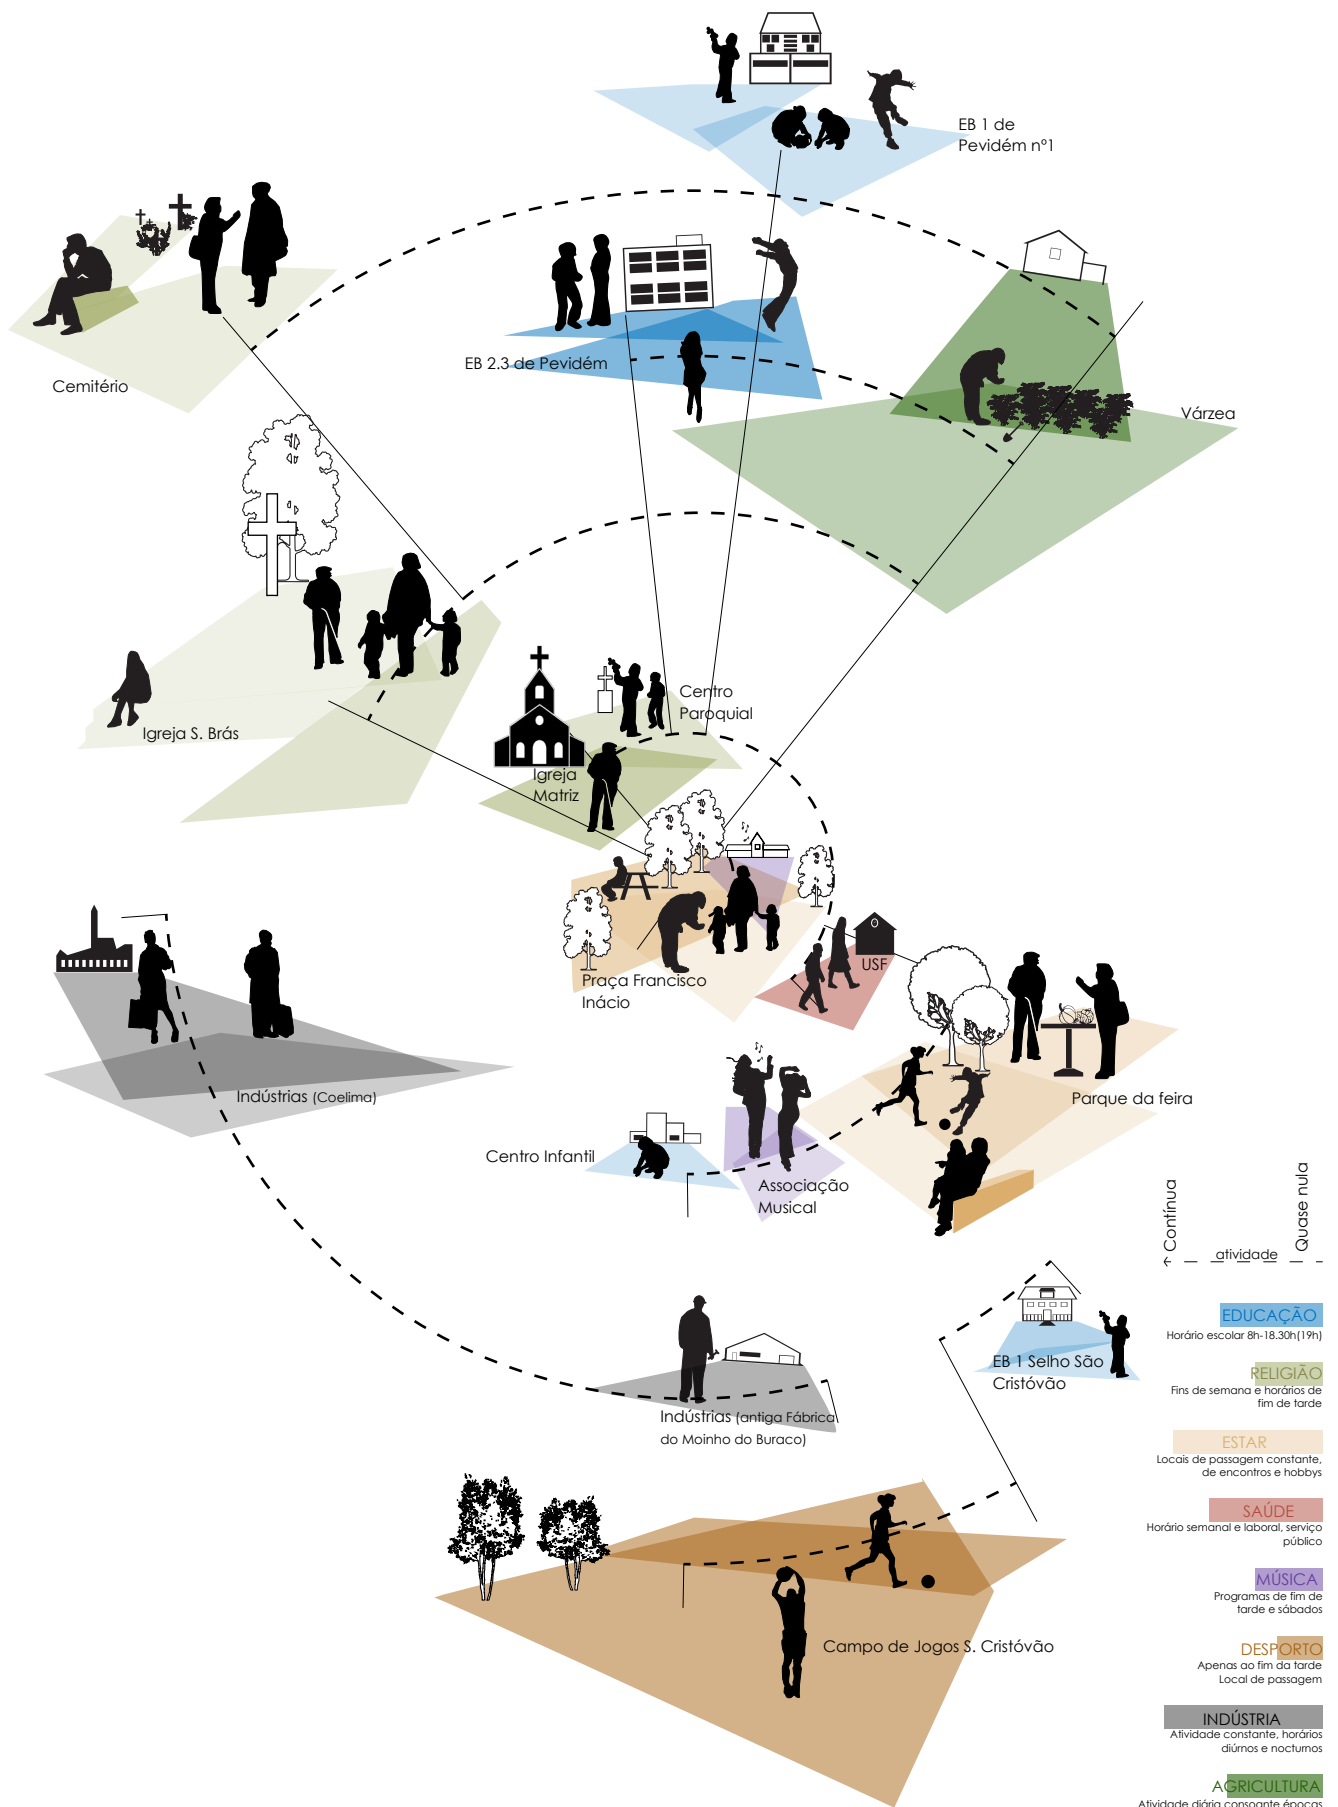 EB 1 de
Pevidém nº1
EB 2.3 de Pevidém
Cemitério
Várzea
Centro
Paroquial
Igreja S. Brás
Igreja
Matriz
USF
Praça Francisco
Inácio
Indústrias (Coelima)
Parque da feira
Centro Infantil
Associação
Musical
EB 1 Selho São
Cristóvão
Indústrias (antiga Fábrica
do Moinho do Buraco)
Campo de Jogos S. Cristóvão
Contínua
Quase nula
atividade
EDUCAÇÃO
Horário escolar 8h-18.30h(19h)
RELIGIÃO
Fins de semana e horários de
fim de tarde
ESTAR
Locais de passagem constante,
de encontros e hobbys
SAÚDE
Horário semanal e laboral, serviço
público
MÚSICA
Programas de fim de
tarde e sábados
DESPORTO
Apenas ao fim da tarde
Local de passagem
INDÚSTRIA
Atividade constante, horários
diúrnos e nocturnos
AGRICULTURA
Atividade diária consoante épocas